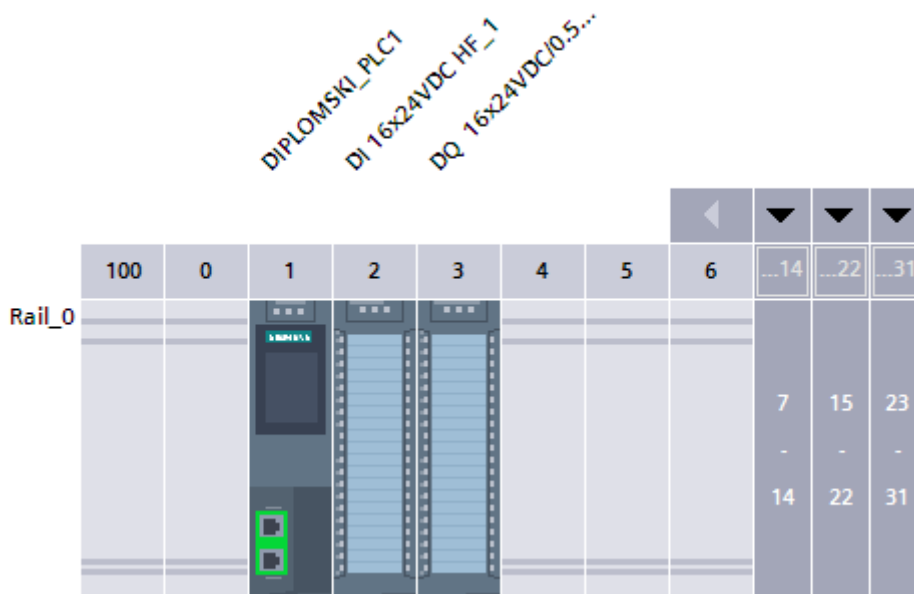 DIPLOMSKI_PLC1
DI 16x24VDC HF_1
DQ 16x24VDC/0.5...
100 0 1 2 3 4 5 6 ...14 ...22 ...31
Rail_0
SIEMENS
7 15 23
- - -
14 22 31